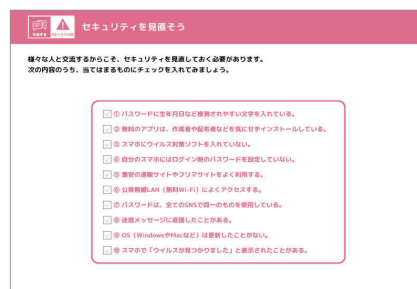 セキュリティを見直そう
様々な人と交流するからこそ、セキュリティを見直しておく必要があります。
次の内容のうち、当てはまるものにチェックを入れてみましょう。
① パスワードに生年月日など推測されやすい文字を入れている。
② 無料のアプリは、作成者や配布者などを気にせずインストールしている。
③ スマホにウイルス対策ソフトを入れていない。
④ 自分のスマホにはログイン時のパスワードを設定していない。
⑤ 激安の通販サイトやフリマサイトをよく利用する。
⑥ 公衆無線LAN（無料Wi-Fi）によくアクセスする。
⑦ パスワードは、全てのSNSで同一のものを使用している。
⑧ 迷惑メッセージに返信したことがある。
⑨ OS（WindowsやMacなど）は更新したことがない。
⑩ スマホで「ウイルスが見つかりました」と表示されたことがある。